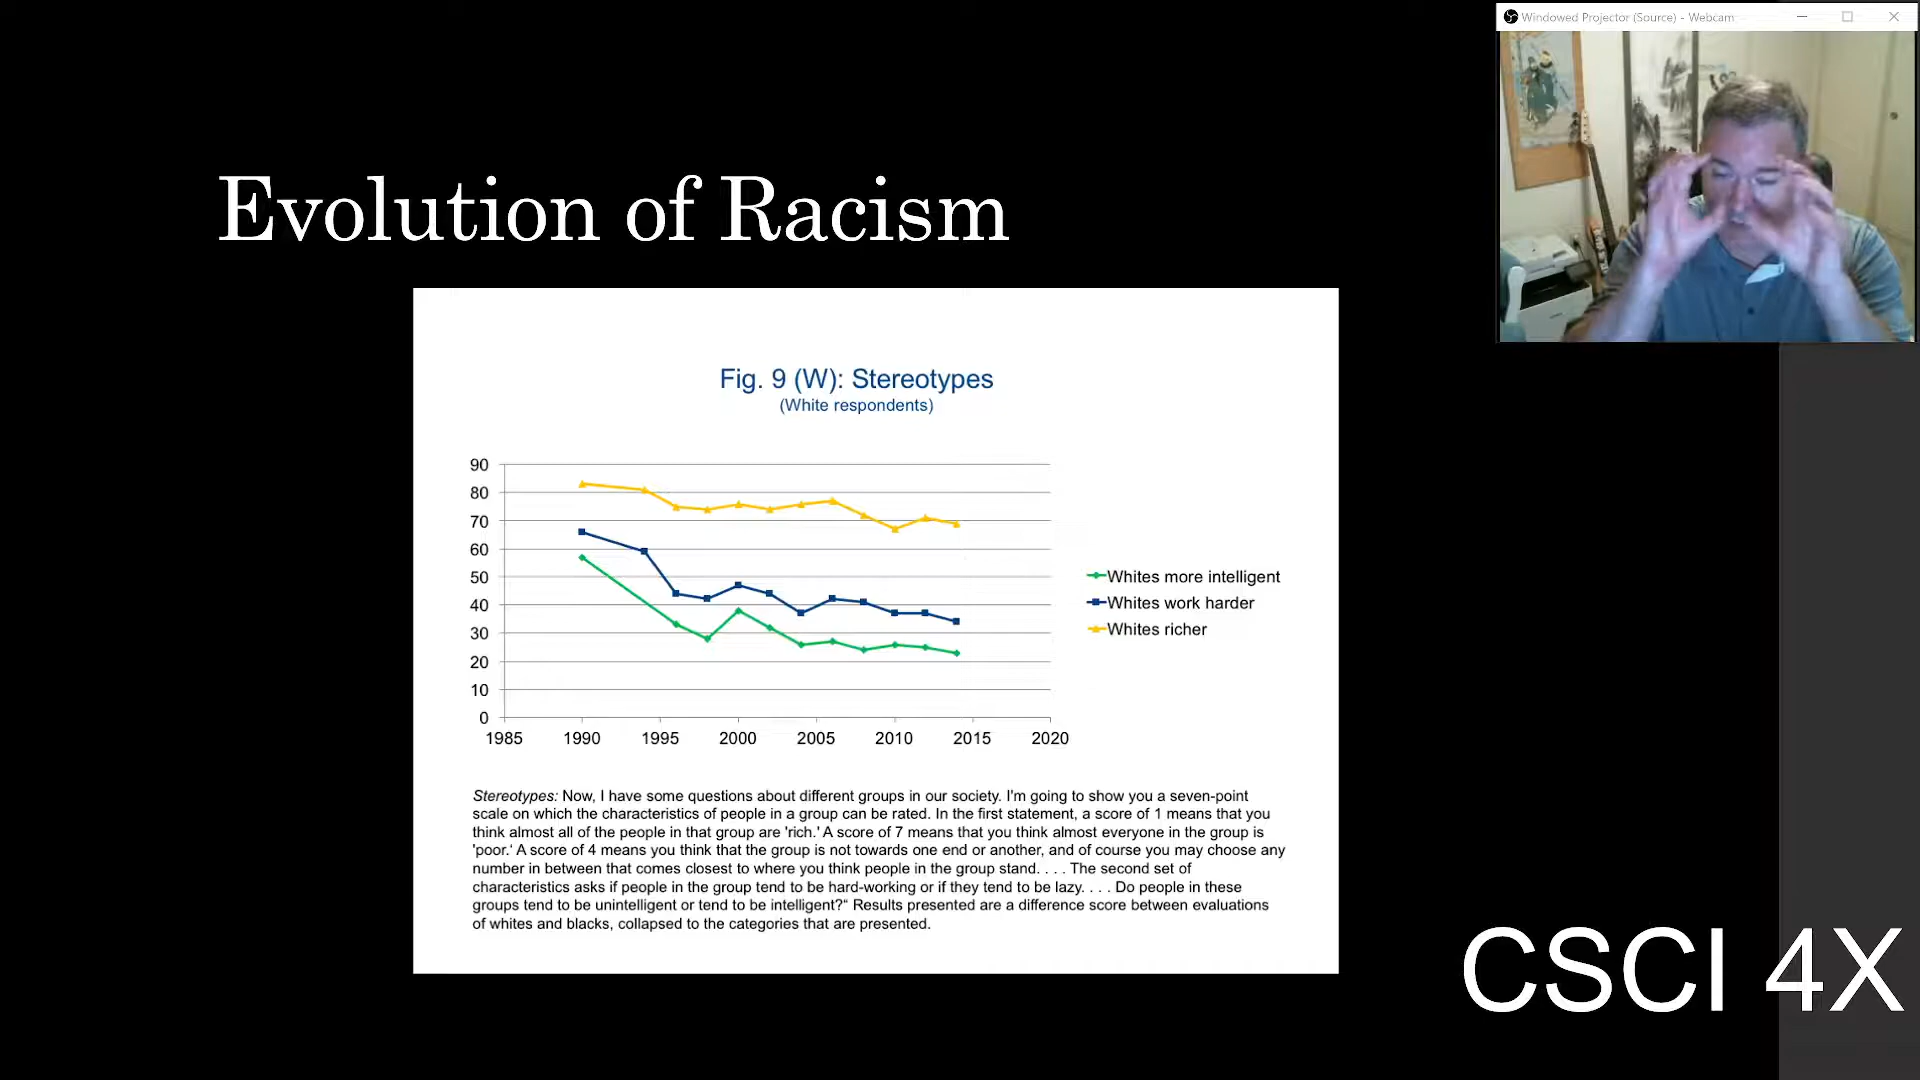 Windowed Projector (Source) - Webcam
Evolution of Racism
Fig. 9 (W): Stereotypes
(White respondents)
90
80
70
60
50
40
30
20
10
0
1985 1990 1995 2000 2005 2010 2015 2020
Whites more intelligent
Whites work harder
Whites richer
Stereotypes: Now, I have some questions about different groups in our society. I'm going to show you a seven-point
scale on which the characteristics of people in a group can be rated. In the first statement, a score of 1 means that you
think almost all of the people in that group are 'rich.' A score of 7 means that you think almost everyone in the group is
'poor.‘ A score of 4 means you think that the group is not towards one end or another, and of course you may choose any
number in between that comes closest to where you think people in the group stand. . . . The second set of
characteristics asks if people in the group tend to be hard-working or if they tend to be lazy. . . . Do people in these
groups tend to be unintelligent or tend to be intelligent?“ Results presented are a difference score between evaluations
of whites and blacks, collapsed to the categories that are presented.
CSCI 4X